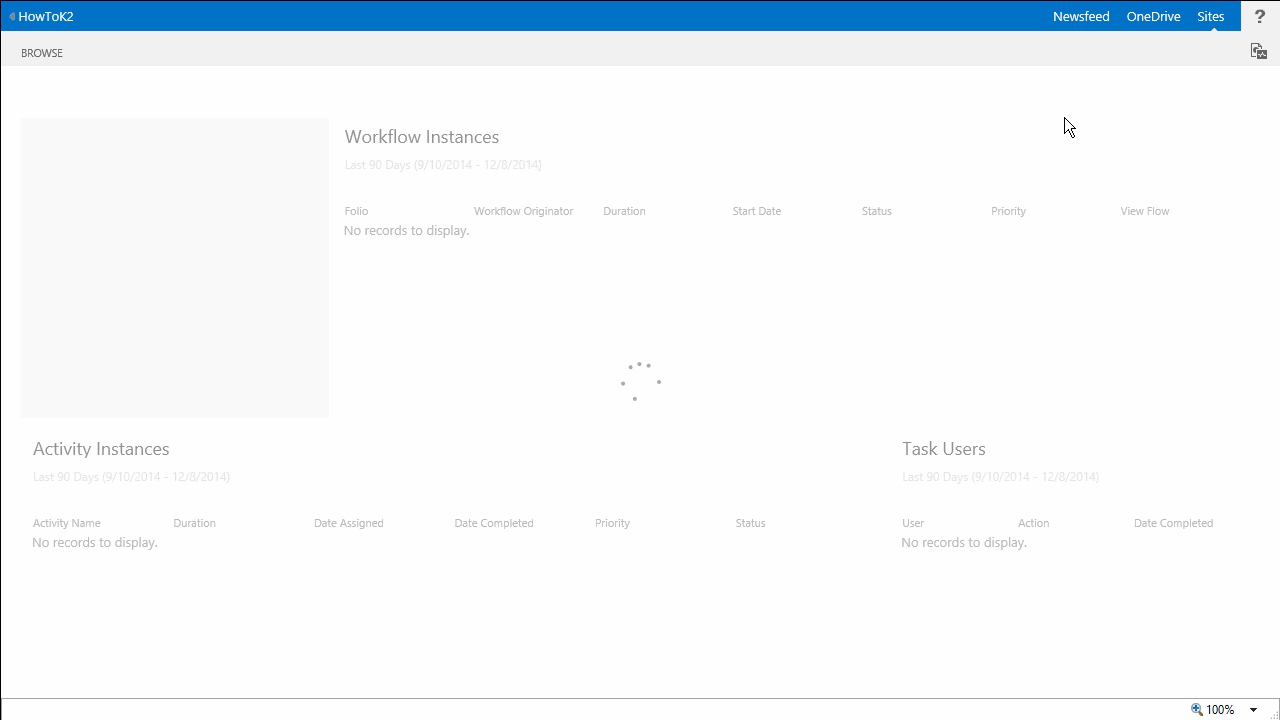 HowToK2
Newsfeed OneDrive Sites ?
BROWSE
Workflow Instances
Last 90 Days (9/10/2014 - 12/8/2014)
Folio Workflow Originator Duration Start Date Status Priority View Flow
No records to display.
Activity Instances
Last 90 Days (9/10/2014 - 12/8/2014)
Activity Name Duration Date Assigned Date Completed Priority Status
No records to display.
Task Users
Last 90 Days (9/10/2014 - 12/8/2014)
User Action Date Completed
No records to display.
100%